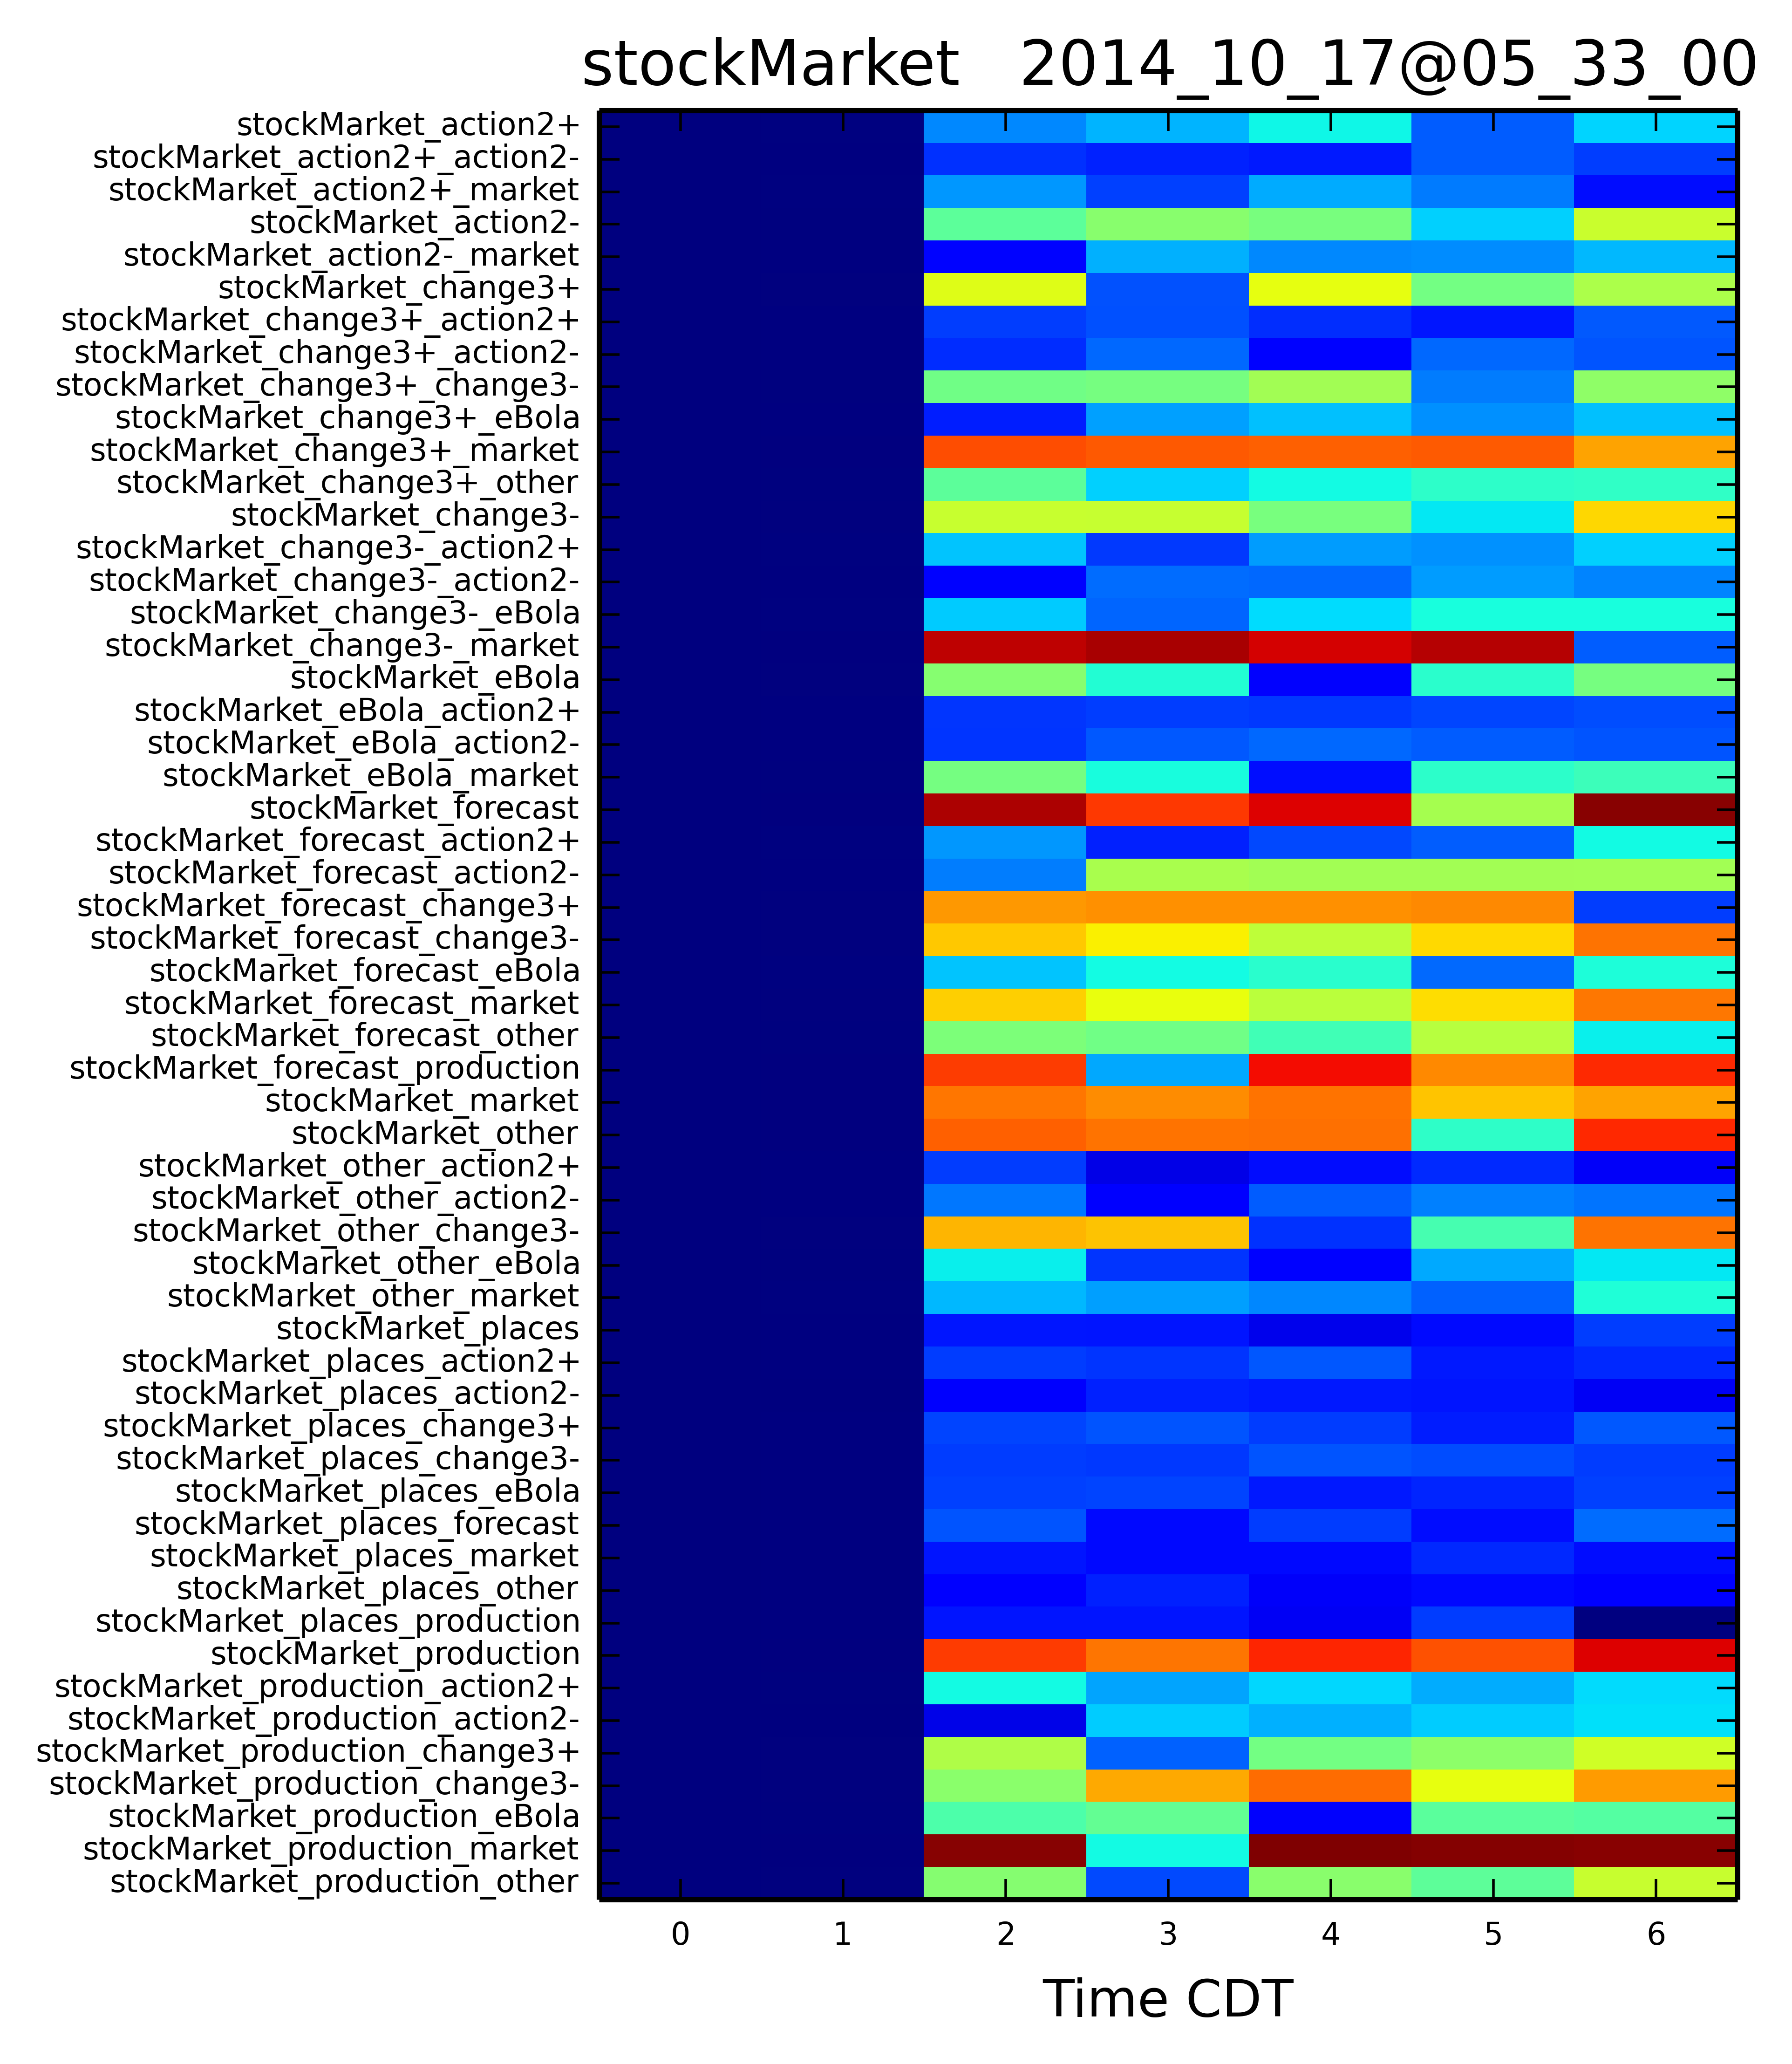 stockMarket 2014_10_17@05_33_00
stockMarket_action2+
stockMarket_action2+_action2-
stockMarket_action2+_market
stockMarket_action2-
stockMarket_action2-_market
stockMarket_change3+
stockMarket_change3+_action2+
stockMarket_change3+_action2-
stockMarket_change3+_change3-
stockMarket_change3+_eBola
stockMarket_change3+_market
stockMarket_change3+_other
stockMarket_change3-
stockMarket_change3-_action2+
stockMarket_change3-_action2-
stockMarket_change3-_eBola
stockMarket_change3-_market
stockMarket_eBola
stockMarket_eBola_action2+
stockMarket_eBola_action2-
stockMarket_eBola_market
stockMarket_forecast
stockMarket_forecast_action2+
stockMarket_forecast_action2-
stockMarket_forecast_change3+
stockMarket_forecast_change3-
stockMarket_forecast_eBola
stockMarket_forecast_market
stockMarket_forecast_other
stockMarket_forecast_production
stockMarket_market
stockMarket_other
stockMarket_other_action2+
stockMarket_other_action2-
stockMarket_other_change3-
stockMarket_other_eBola
stockMarket_other_market
stockMarket_places
stockMarket_places_action2+
stockMarket_places_action2-
stockMarket_places_change3+
stockMarket_places_change3-
stockMarket_places_eBola
stockMarket_places_forecast
stockMarket_places_market
stockMarket_places_other
stockMarket_places_production
stockMarket_production
stockMarket_production_action2+
stockMarket_production_action2-
stockMarket_production_change3+
stockMarket_production_change3-
stockMarket_production_eBola
stockMarket_production_market
stockMarket_production_other
0 1 2 3 4 5 6
Time CDT